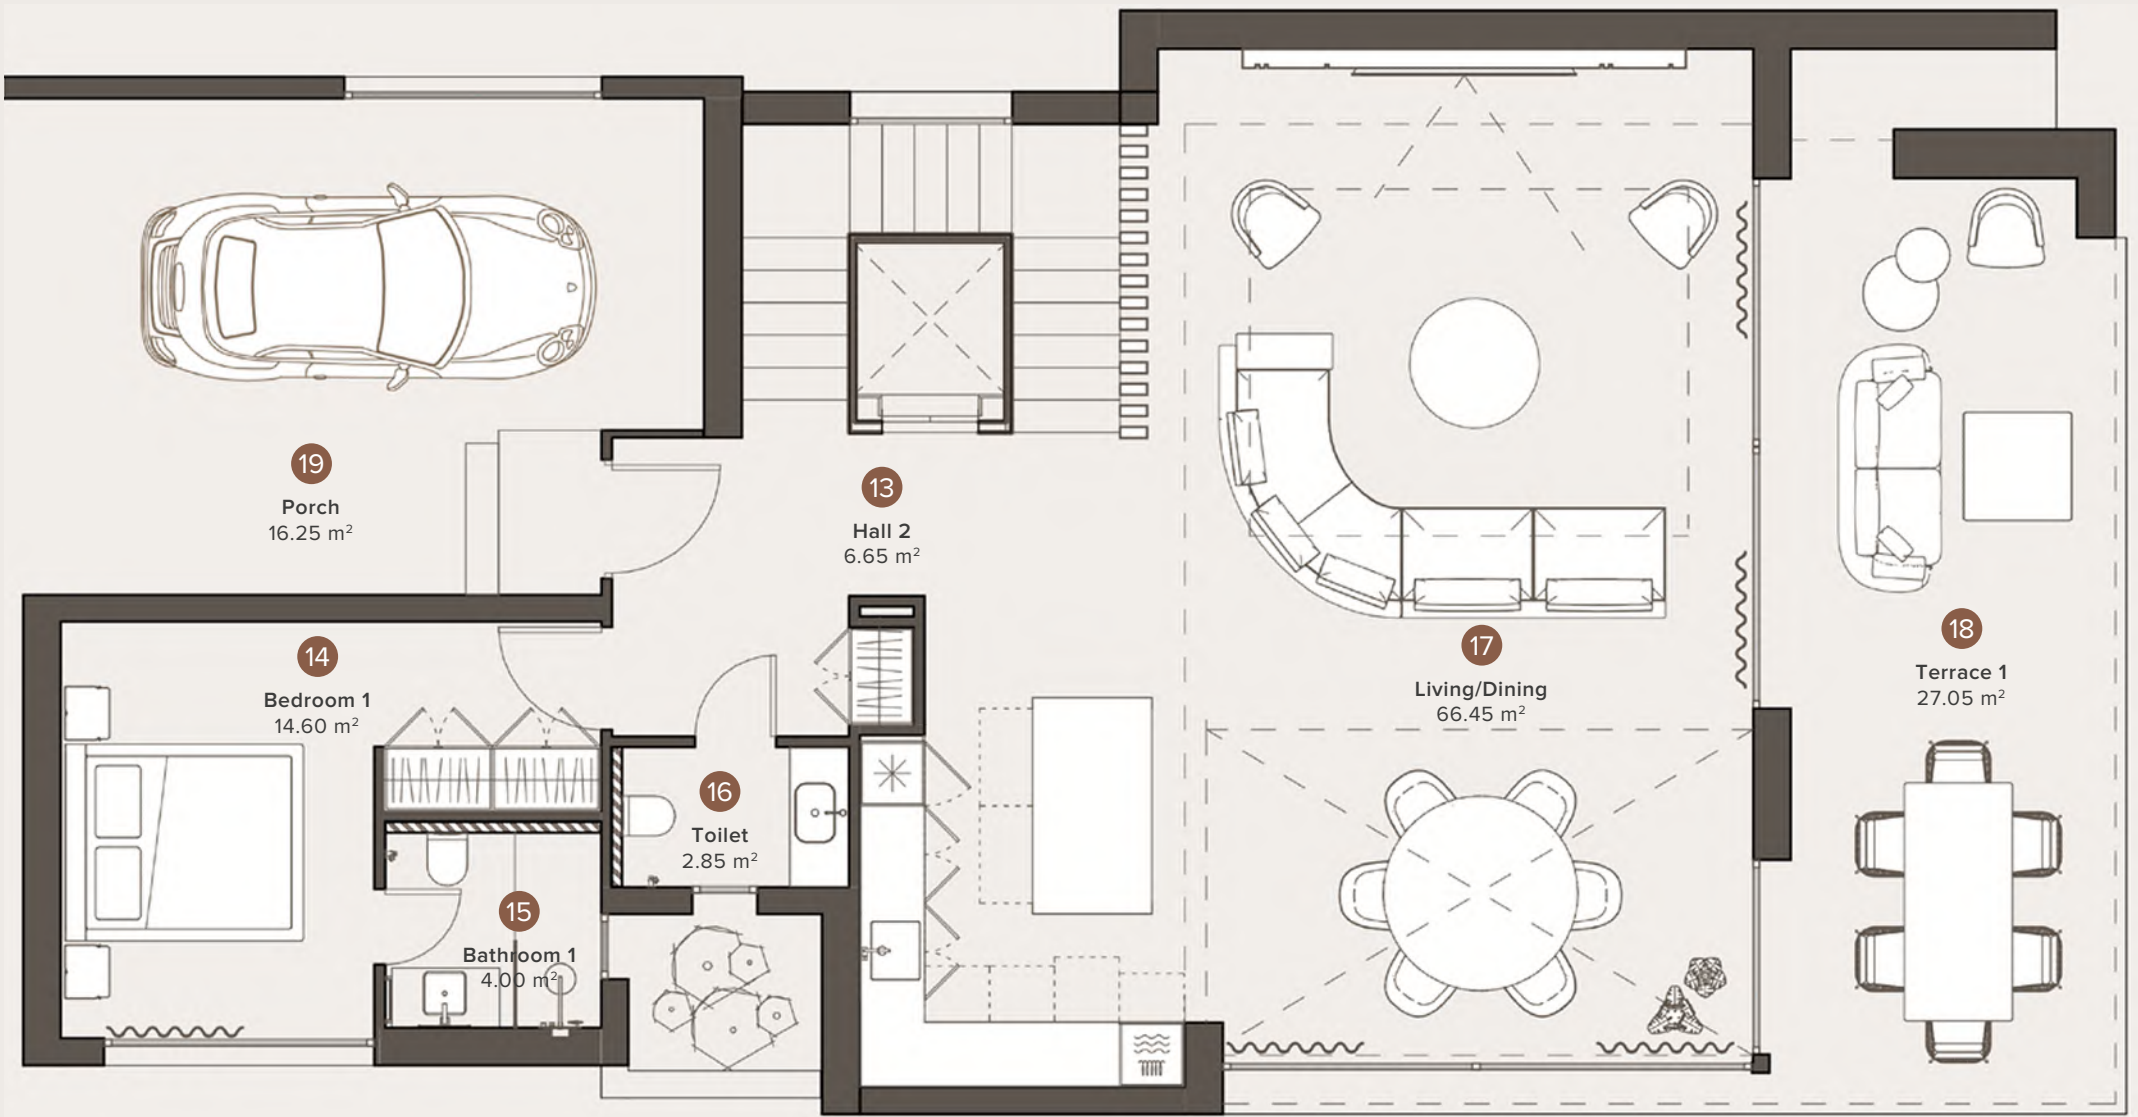 19
Porch
16.25 m²
13
Hall 2
6.65 m²
14
Bedroom 1
14.60 m²
15
Bathroom 1
4.00 m²
16
Toilet
2.85 m²
17
Living/Dining
66.45 m²
18
Terrace 1
27.05 m²